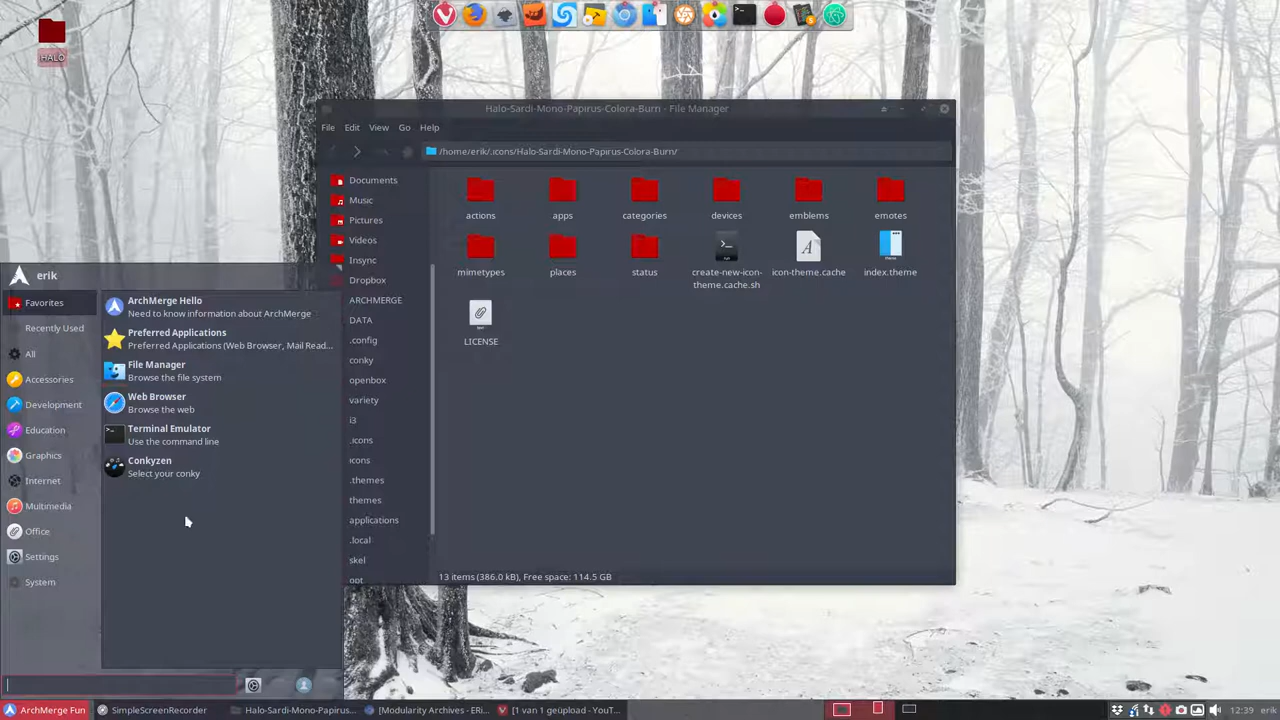 HALO
Halo-Sardi-Mono-Papirus-Colora-Burn - File Manager
File Edit View Go Help
/home/erik/.icons/Halo-Sardi-Mono-Papirus-Colora-Burn/
Documents
Music
Pictures
Videos
Insync
Dropbox
ARCHMERGE
DATA
.config
conky
openbox
variety
i3
.icons
icons
.themes
themes
applications
.local
skel
opt
actions apps categories devices emblems emotes
mimetypes places status create-new-icon-theme.cache.sh icon-theme.cache index.theme
LICENSE
13 items (386.0 kB), Free space: 114.5 GB
erik
Favorites
Recently Used
All
Accessories
Development
Education
Graphics
Internet
Multimedia
Office
Settings
System
ArchMerge Hello
Need to know information about ArchMerge
Preferred Applications
Preferred Applications (Web Browser, Mail Read...
File Manager
Browse the file system
Web Browser
Browse the web
Terminal Emulator
Use the command line
Conkyzen
Select your conky
ArchMerge Fun SimpleScreenRecorder Halo-Sardi-Mono-Papirus... [Modularity Archives - ERi... [1 van 1 geüpload - YouT... 12:39 erik